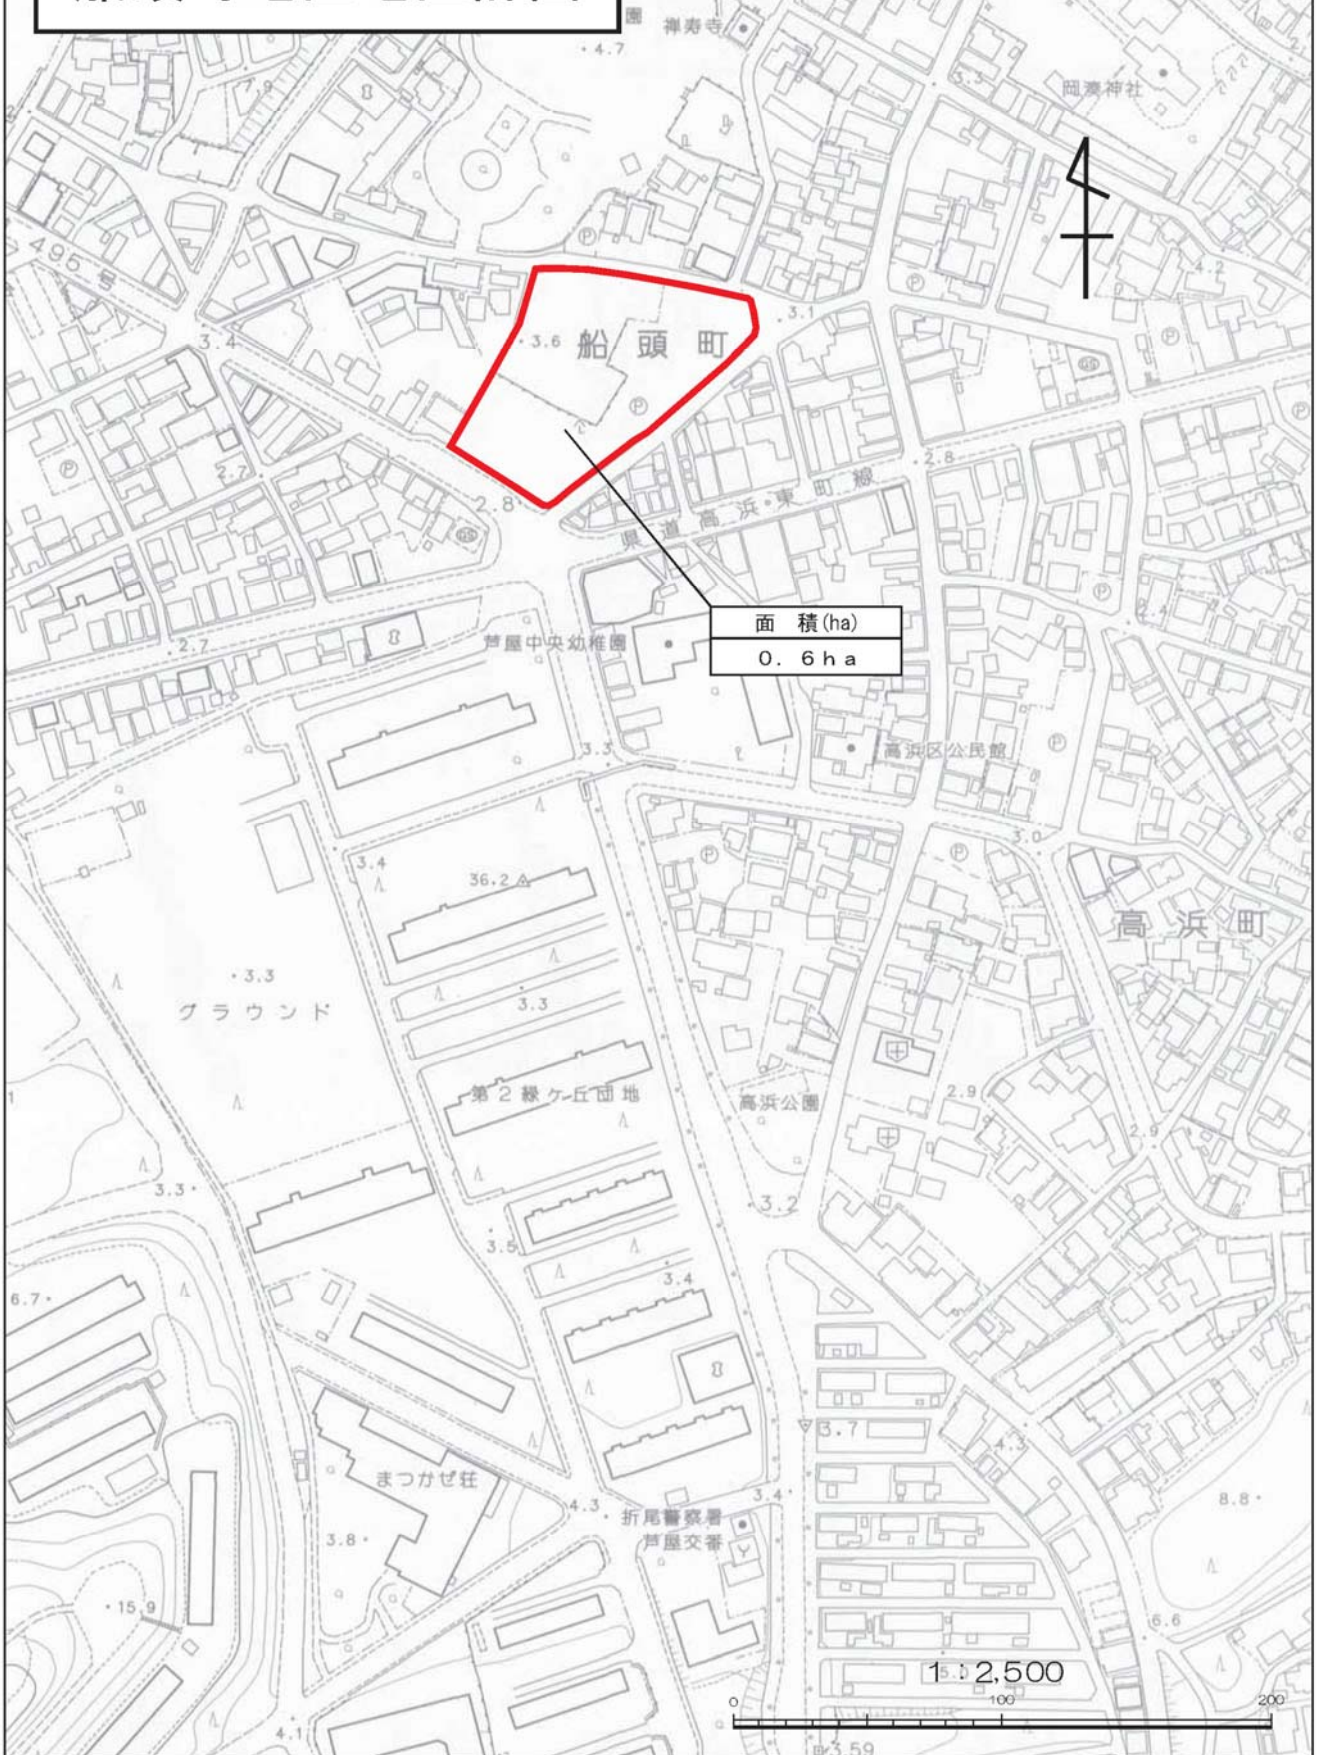 園
禅寿寺
4.7
3.3
岡湊神社
7.9
495号
4.2
3.1
3.4
3.6
船頭町
P
GS
2.7
2.8
2.8
県道高浜・東町線
GS
2.4
面 積(ha)
0. 6ha
芦屋中央幼稚園
2.7
3.3
高浜区公民館
3.0
3.4
36.2
高浜町
3.3
3.3
グラウンド
第2緑ケ丘団地
高浜公園
2.9
2.9
3.3
3.2
3.5
3.4
6.7
3.7
4.3
まつかぜ荘
4.3
3.4
8.8
折尾警察署
芦屋交番
3.8
15.9
6.6
1:2,500
0 100 200
4.1
3.59